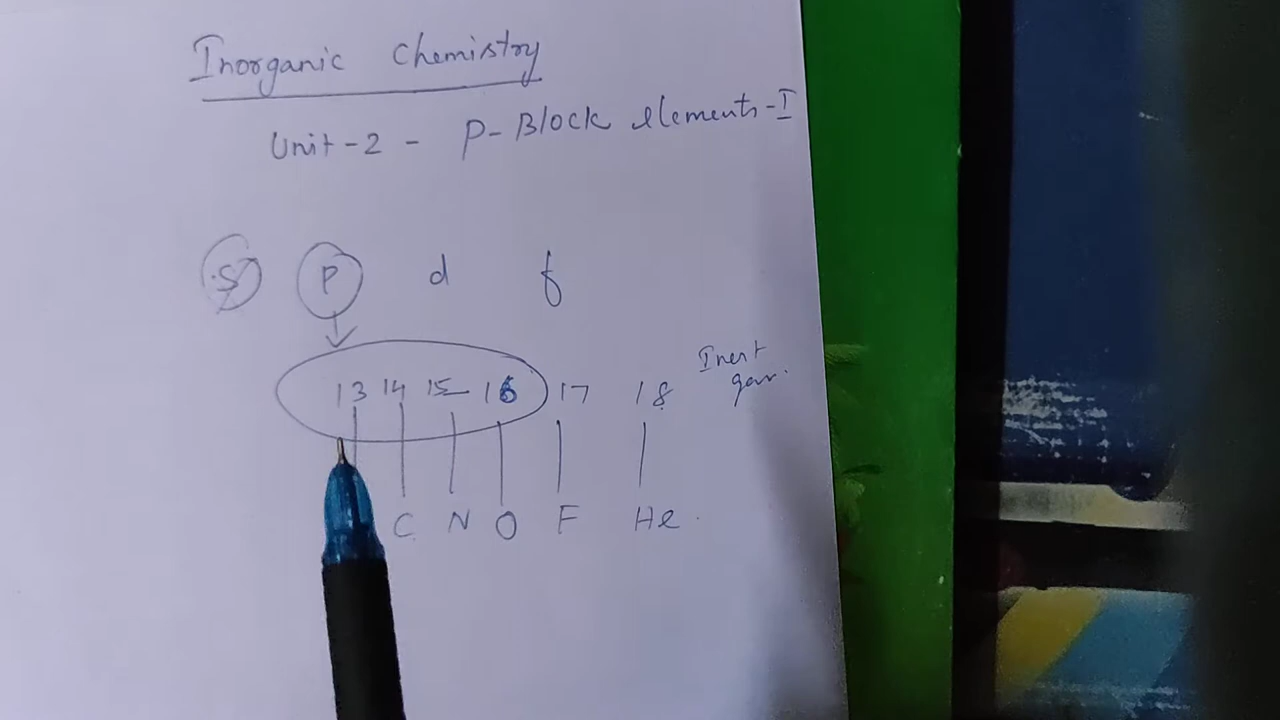 Inorganic Chemistry
Unit-2 - P-Block elements-I
S P d f
13 14 15 16 17 18 Inert
gas.
C N O F He.